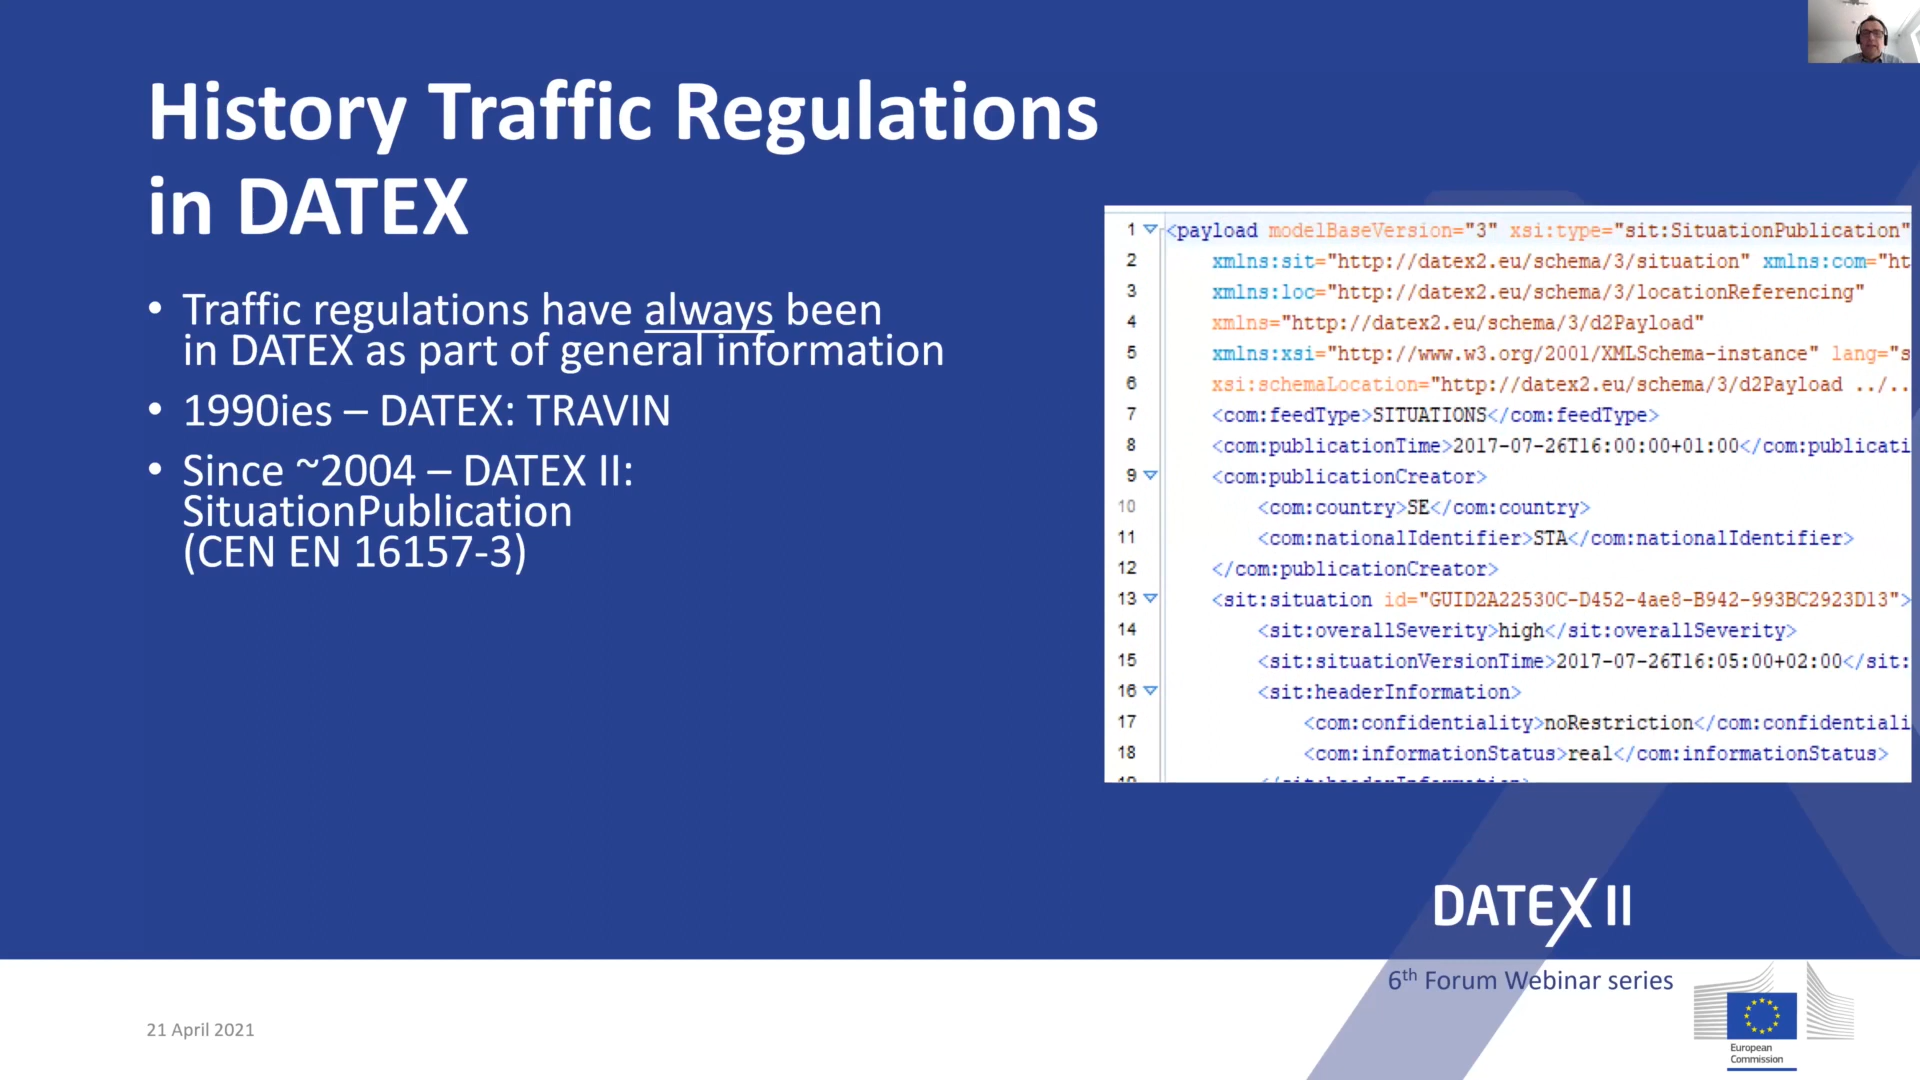 History Traffic Regulations
in DATEX
• Traffic regulations have always been
in DATEX as part of general information
• 1990ies – DATEX: TRAVIN
• Since ~2004 – DATEX II:
SituationPublication
(CEN EN 16157-3)
1 <payload modelBaseVersion="3" xsi:type="sit:SituationPublication"
2 xmlns:sit="http://datex2.eu/schema/3/situation" xmlns:com="ht
3 xmlns:loc="http://datex2.eu/schema/3/locationReferencing"
4 xmlns="http://datex2.eu/schema/3/d2Payload"
5 xmlns:xsi="http://www.w3.org/2001/XMLSchema-instance" lang="s
6 xsi:schemaLocation="http://datex2.eu/schema/3/d2Payload ../..
7 <com:feedType>SITUATIONS</com:feedType>
8 <com:publicationTime>2017-07-26T16:00:00+01:00</com:publicati
9 <com:publicationCreator>
10 <com:country>SE</com:country>
11 <com:nationalIdentifier>STA</com:nationalIdentifier>
12 </com:publicationCreator>
13 <sit:situation id="GUID2A22530C-D452-4ae8-B942-993BC2923D13">
14 <sit:overallSeverity>high</sit:overallSeverity>
15 <sit:situationVersionTime>2017-07-26T16:05:00+02:00</sit:
16 <sit:headerInformation>
17 <com:confidentiality>noRestriction</com:confidentiali
18 <com:informationStatus>real</com:informationStatus>
19 </sit:headerInformation>
DATEX II
6th Forum Webinar series
21 April 2021
European
Commission